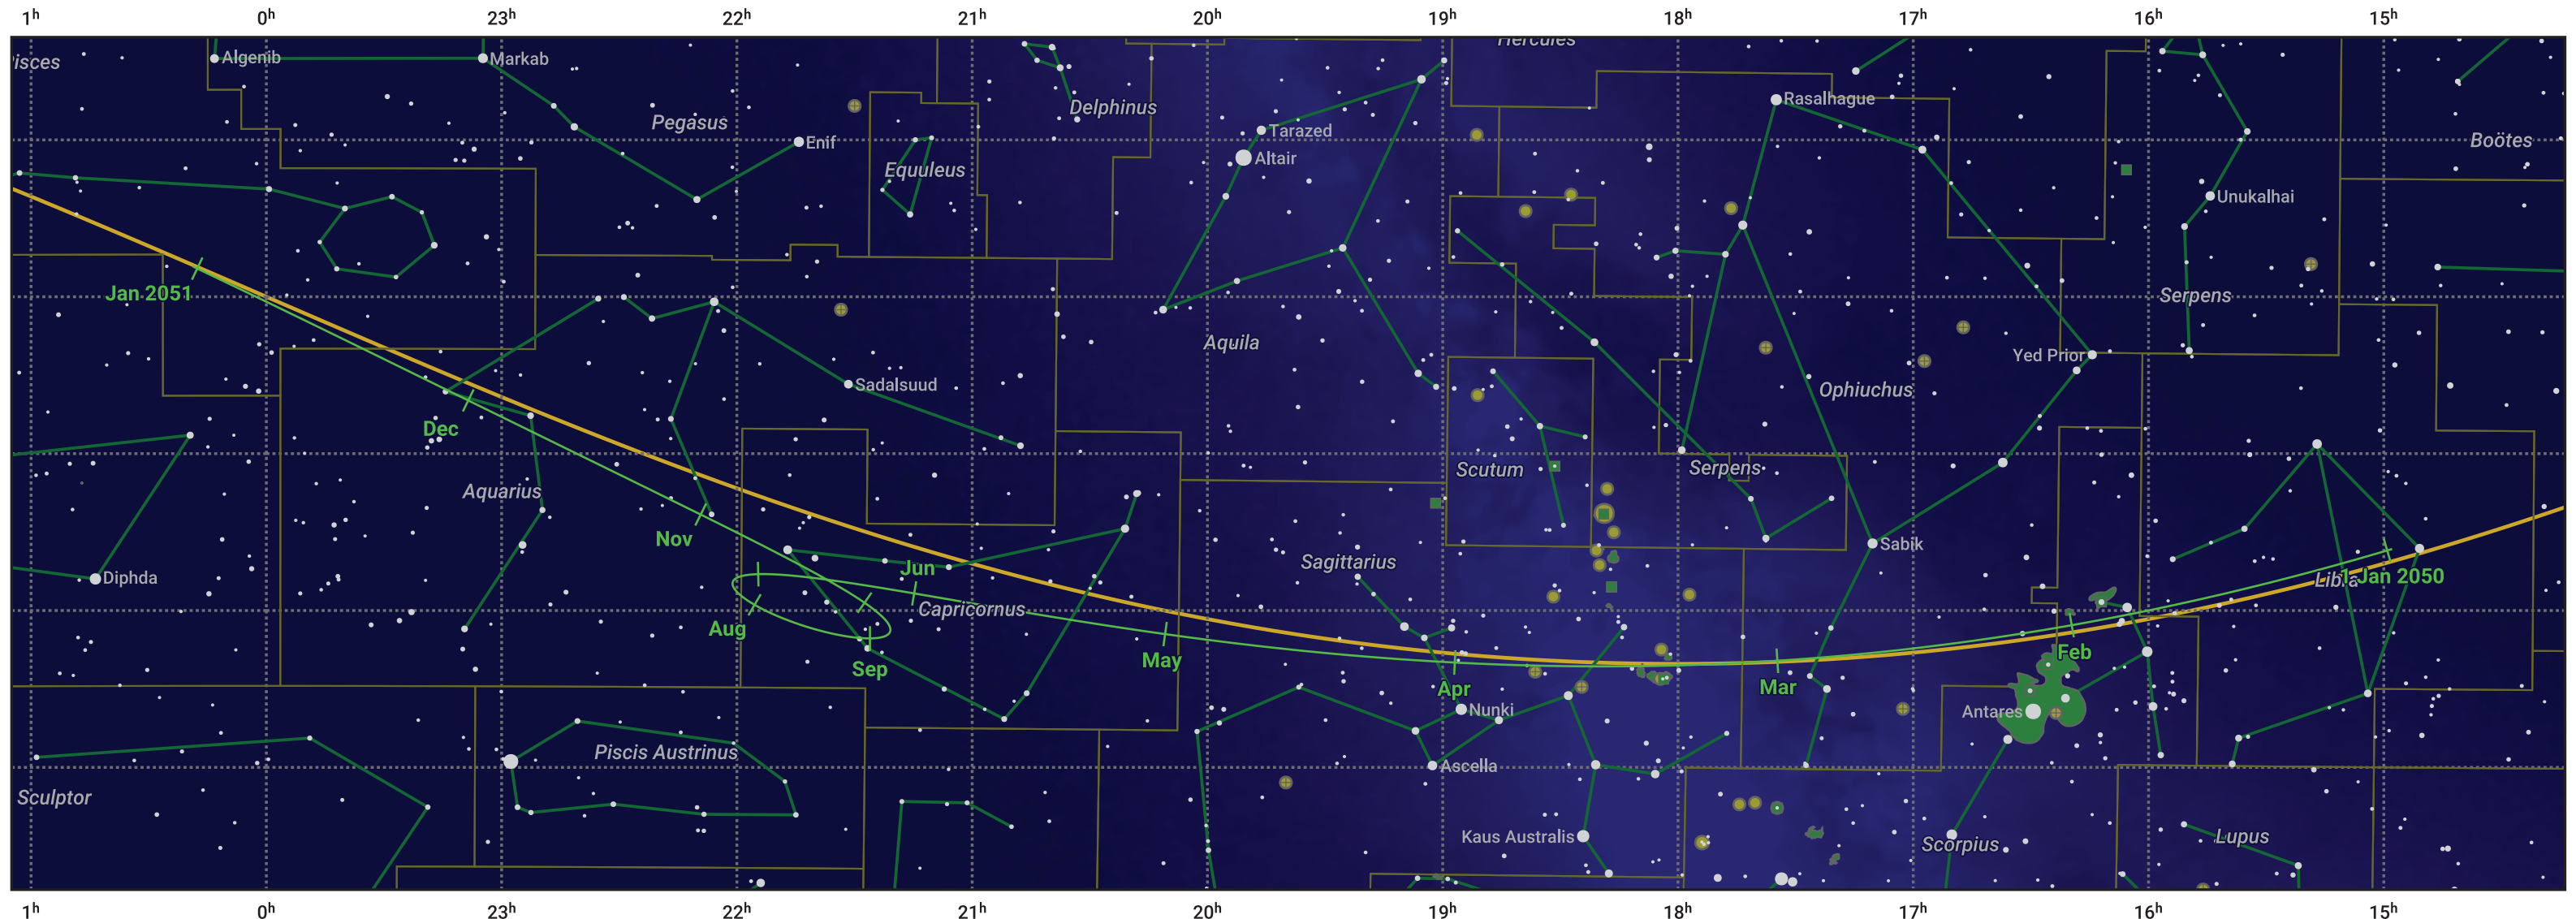 1ʰ 0ʰ 23ʰ 22ʰ 21ʰ 20ʰ 19ʰ 18ʰ 17ʰ 16ʰ 15ʰ
Hercules
isces
Algenib
Markab
Pegasus
Enif
Equuleus
Delphinus
Tarazed
Altair
Rasalhague
Boötes
Unukalhai
Jan 2051
Serpens
Aquila
Yed Prior
Sadalsuud
Ophiuchus
Dec
Scutum
Serpens
Aquarius
Nov
Sabik
Diphda
Jun
Sagittarius
Libra
1 Jan 2050
Capricornus
Aug
Sep
May
Apr
Mar
Feb
Nunki
Antares
Piscis Austrinus
Ascella
Sculptor
Kaus Australis
Scorpius
Lupus
1ʰ 0ʰ 23ʰ 22ʰ 21ʰ 20ʰ 19ʰ 18ʰ 17ʰ 16ʰ 15ʰ